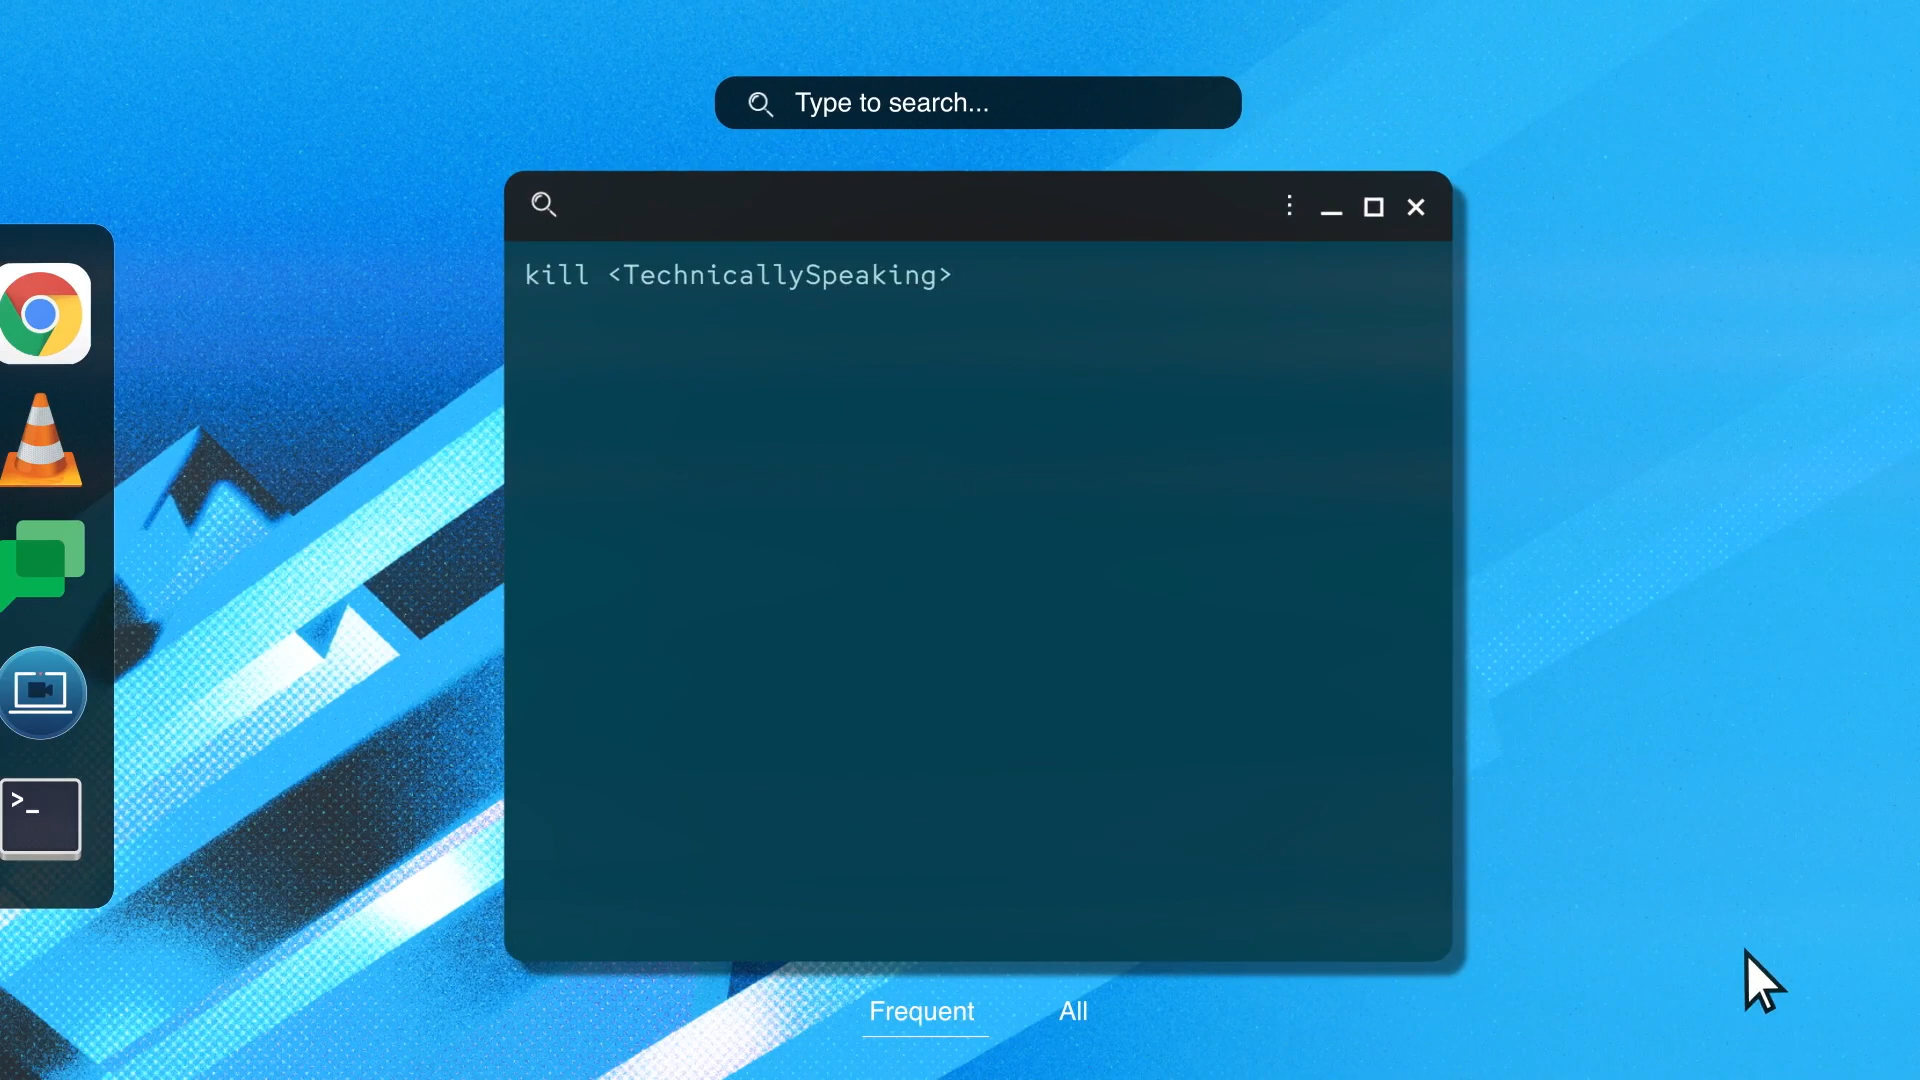 Type to search...
kill <TechnicallySpeaking>
>_
Frequent
All